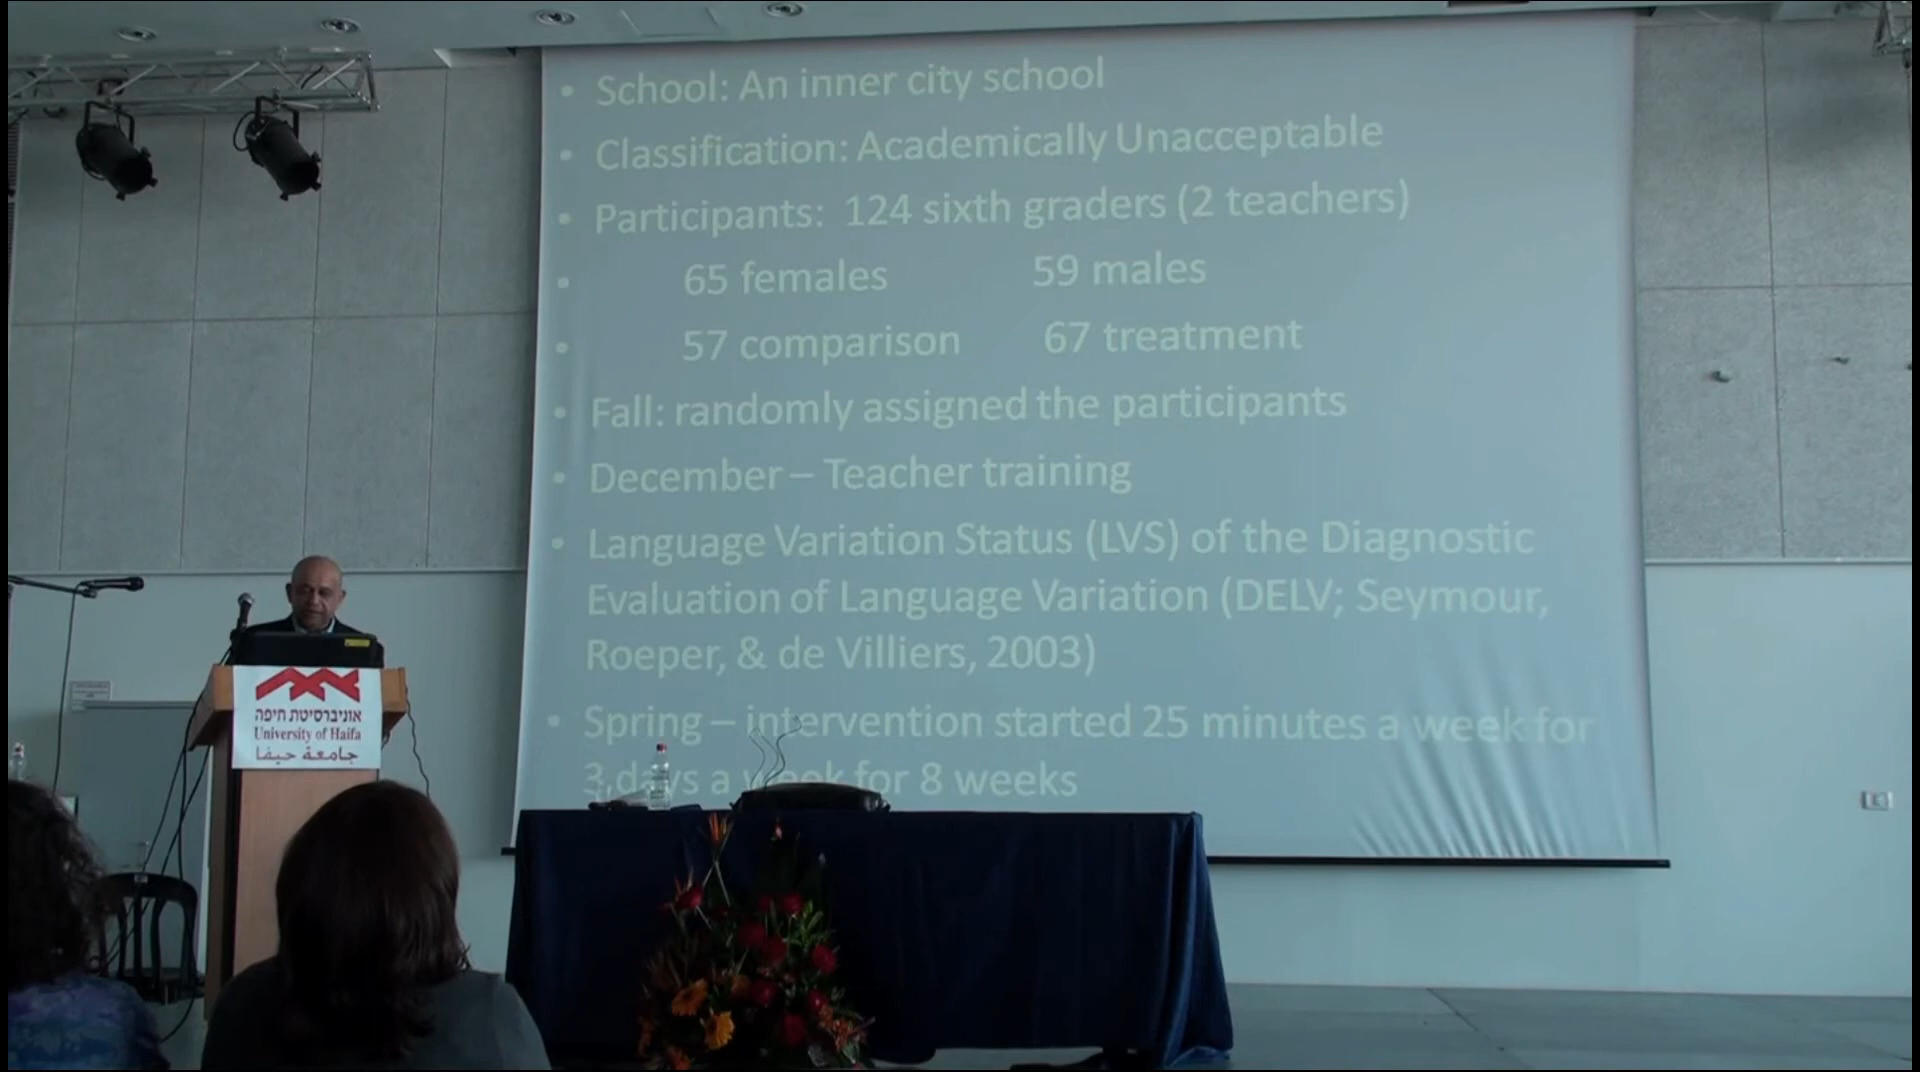 • School: An inner city school
• Classification: Academically Unacceptable
• Participants: 124 sixth graders (2 teachers)
• 65 females 59 males
• 57 comparison 67 treatment
• Fall: randomly assigned the participants
• December – Teacher training
• Language Variation Status (LVS) of the Diagnostic
Evaluation of Language Variation (DELV; Seymour,
Roeper, & de Villiers, 2003)
• Spring – intervention started 25 minutes a week for
3 days a week for 8 weeks
אוניברסיטת חיפה
University of Haifa
جامعة حيفا